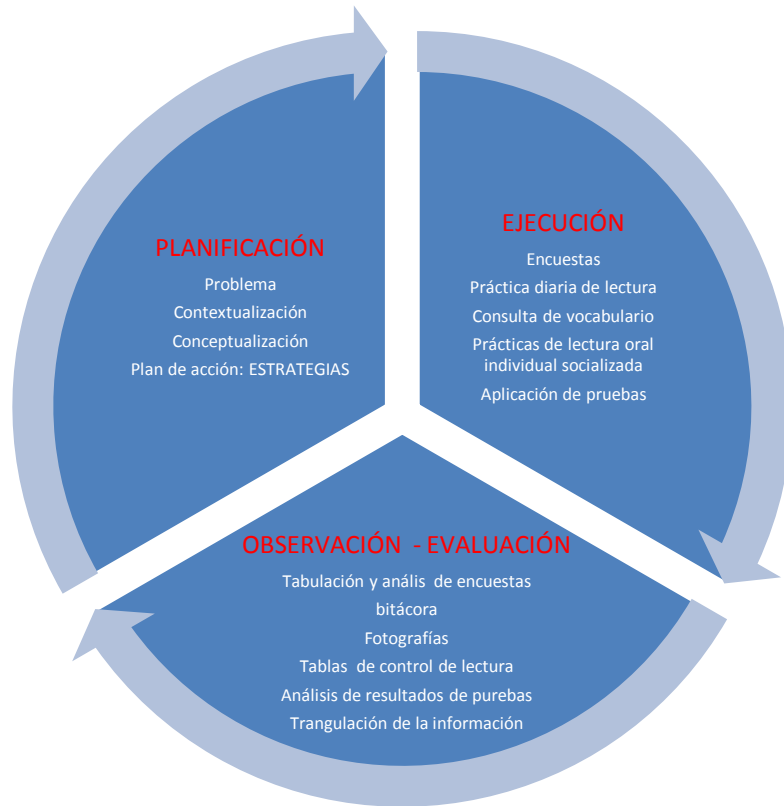 PLANIFICACIÓN
Problema
Contextualización
Conceptualización
Plan de acción: ESTRATEGIAS
EJECUCIÓN
Encuestas
Práctica diaria de lectura
Consulta de vocabulario
Prácticas de lectura oral
individual socializada
Aplicación de pruebas
OBSERVACIÓN - EVALUACIÓN
Tabulación y anális de encuestas
bitácora
Fotografías
Tablas de control de lectura
Análisis de resultados de purebas
Trangulación de la información